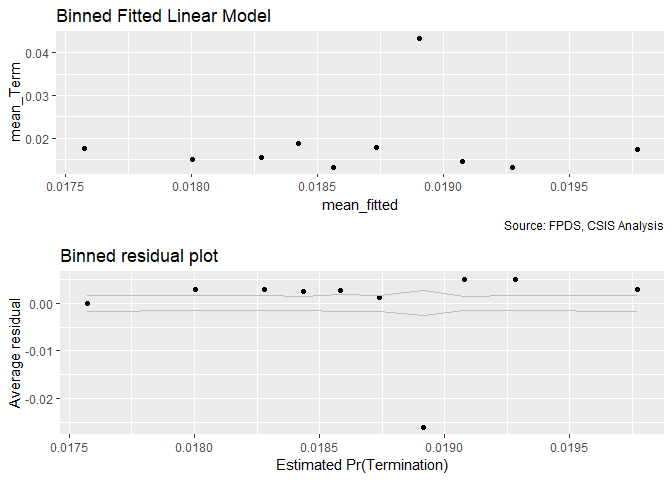 Binned Fitted Linear Model
mean_Term
0.04
0.03
0.02
0.0175 0.0180 0.0185 0.0190 0.0195
mean_fitted
Source: FPDS, CSIS Analysis
Binned residual plot
Average residual
0.00
-0.01
-0.02
0.0175 0.0180 0.0185 0.0190 0.0195
Estimated Pr(Termination)